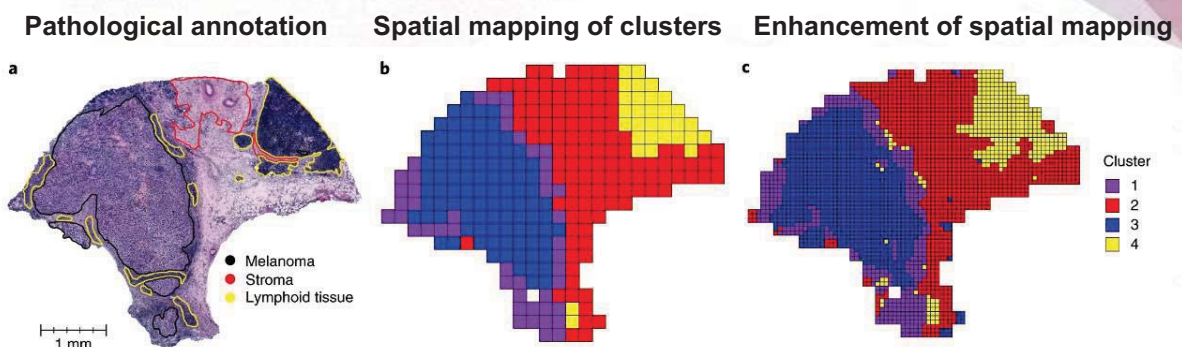 Pathological annotation
Spatial mapping of clusters
Enhancement of spatial mapping
a
b
c
Melanoma
Stroma
Lymphoid tissue
1 mm
Cluster
1
2
3
4